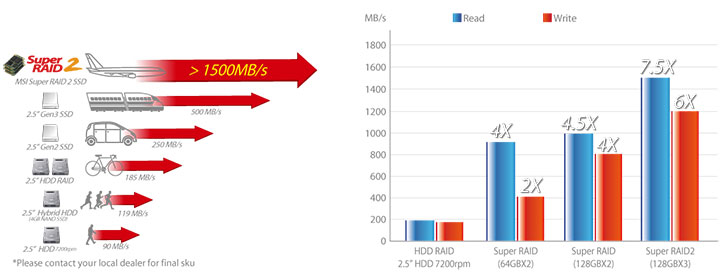 Super
RAID 2
MSI Super RAID 2 SSD
> 1500MB/s
2.5" Gen3 SSD
500 MB/s
2.5" Gen2 SSD
250 MB/s
2.5" HDD RAID
185 MB/s
2.5" Hybrid HDD
(4GB NAND SSD)
119 MB/s
2.5" HDD 7200rpm
90 MB/s
*Please contact your local dealer for final sku
MB/s
Read
Write
1800
1600
1400
1200
1000
800
600
400
200
4X
2X
4.5X
4X
7.5X
6X
HDD RAID
2.5" HDD 7200rpm
Super RAID
(64GBX2)
Super RAID
(128GBX2)
Super RAID2
(128GBX3)